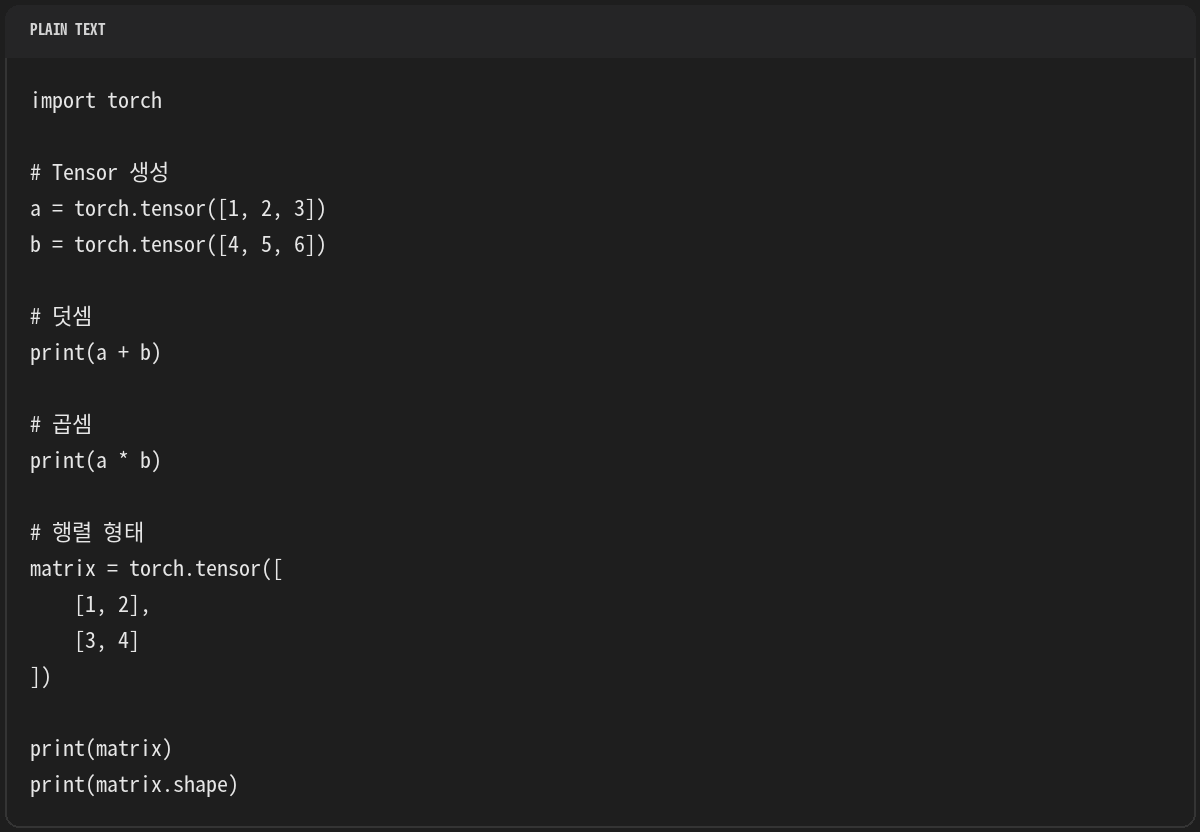 PLAIN TEXT
import torch
# Tensor 생성
a = torch.tensor([1, 2, 3])
b = torch.tensor([4, 5, 6])
# 덧셈
print(a + b)
# 곱셈
print(a * b)
# 행렬 형태
matrix = torch.tensor([
    [1, 2],
    [3, 4]
])
print(matrix)
print(matrix.shape)